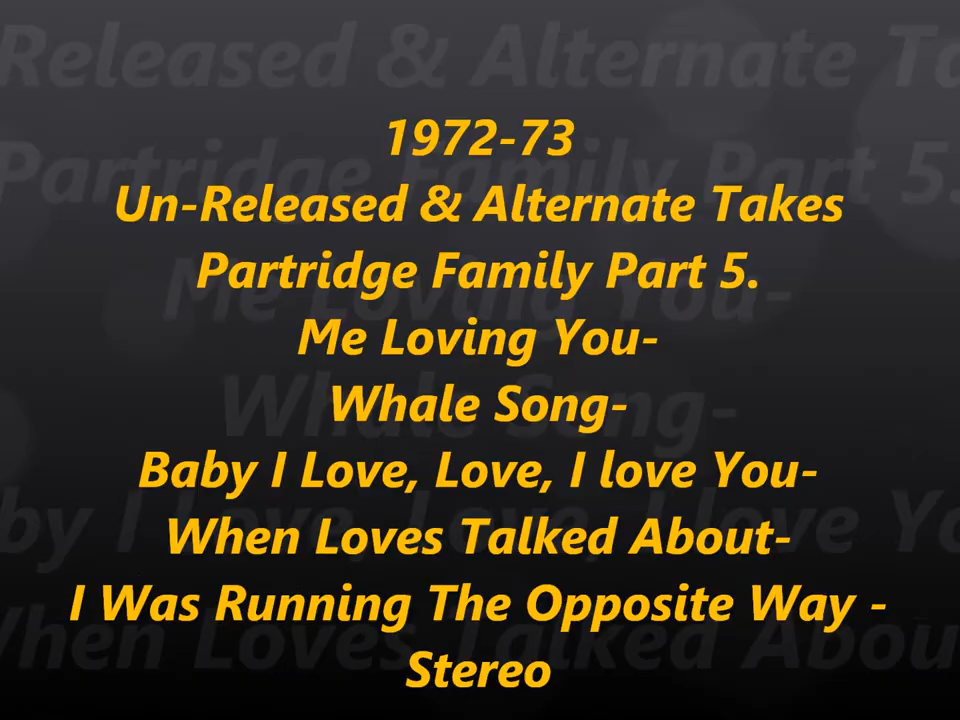 1972-73
Un-Released & Alternate Takes
Partridge Family Part 5.
Me Loving You-
Whale Song-
Baby I Love, Love, I love You-
When Loves Talked About-
I Was Running The Opposite Way -
Stereo